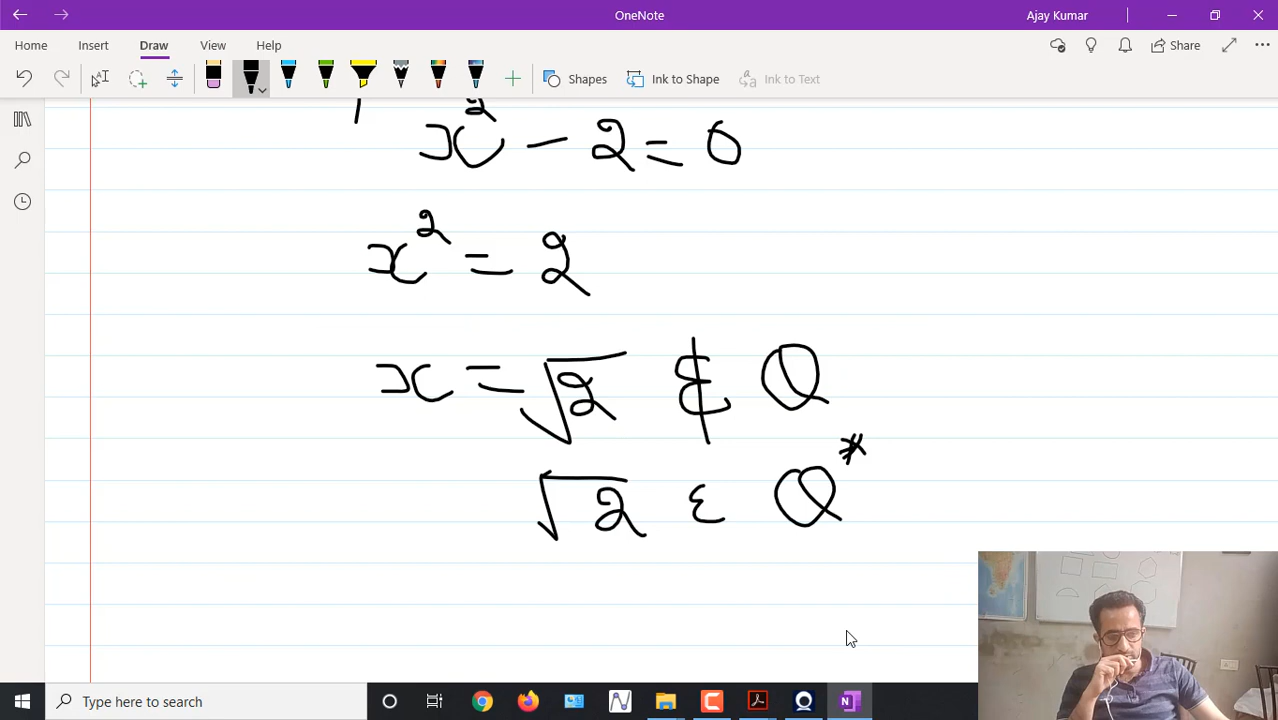 OneNote
Ajay Kumar
Home Insert Draw View Help
Share
Shapes Ink to Shape Ink to Text
x² - 2 = 0
x² = 2
x = √2 ∉ Q
√2 ∈ Q*
Type here to search